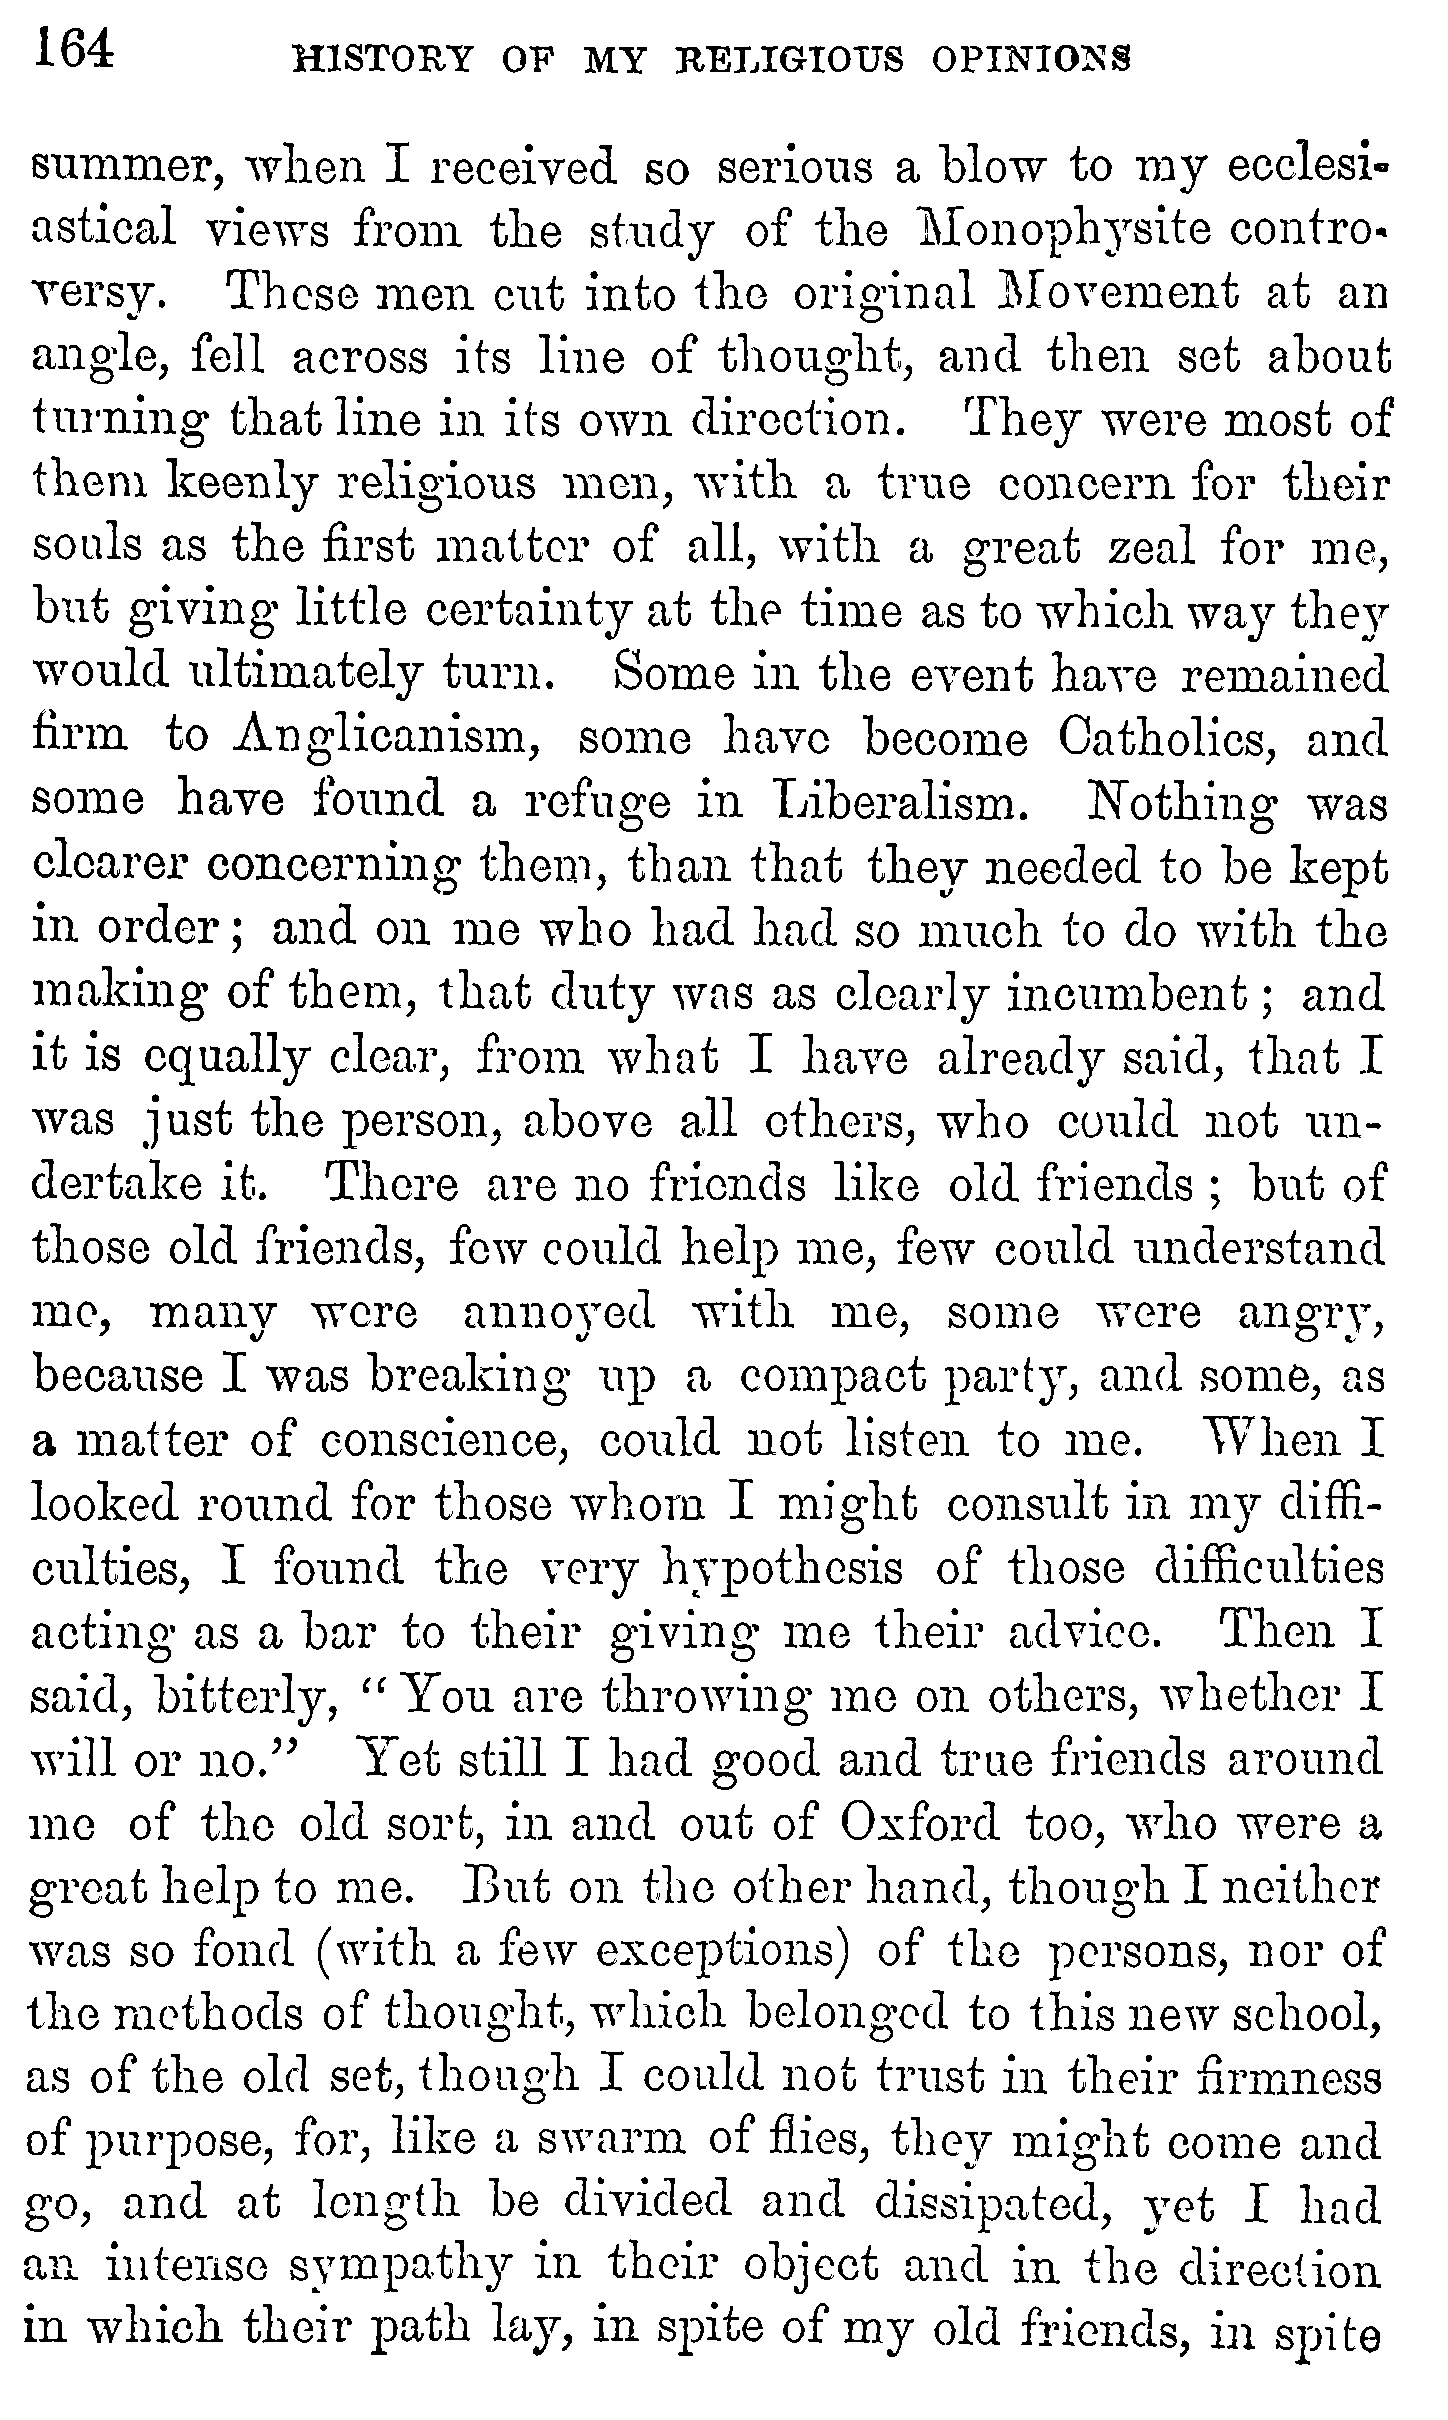 164 HISTORY OF MY RELIGIOUS OPINIONS
summer, when I received so serious a blow to my ecclesi-
astical views from the study of the Monophysite contro-
versy. These men cut into the original Movement at an
angle, fell across its line of thought, and then set about
turning that line in its own direction. They were most of
them keenly religious men, with a true concern for their
souls as the first matter of all, with a great zeal for me,
but giving little certainty at the time as to which way they
would ultimately turn. Some in the event have remained
firm to Anglicanism, some have become Catholics, and
some have found a refuge in Liberalism. Nothing was
clearer concerning them, than that they needed to be kept
in order; and on me who had had so much to do with the
making of them, that duty was as clearly incumbent; and
it is equally clear, from what I have already said, that I
was just the person, above all others, who could not un-
dertake it. There are no friends like old friends; but of
those old friends, few could help me, few could understand
me, many were annoyed with me, some were angry,
because I was breaking up a compact party, and some, as
a matter of conscience, could not listen to me. When I
looked round for those whom I might consult in my diffi-
culties, I found the very hypothesis of those difficulties
acting as a bar to their giving me their advice. Then I
said, bitterly, "You are throwing me on others, whether I
will or no." Yet still I had good and true friends around
me of the old sort, in and out of Oxford too, who were a
great help to me. But on the other hand, though I neither
was so fond (with a few exceptions) of the persons, nor of
the methods of thought, which belonged to this new school,
as of the old set, though I could not trust in their firmness
of purpose, for, like a swarm of flies, they might come and
go, and at length be divided and dissipated, yet I had
an intense sympathy in their object and in the direction
in which their path lay, in spite of my old friends, in spite